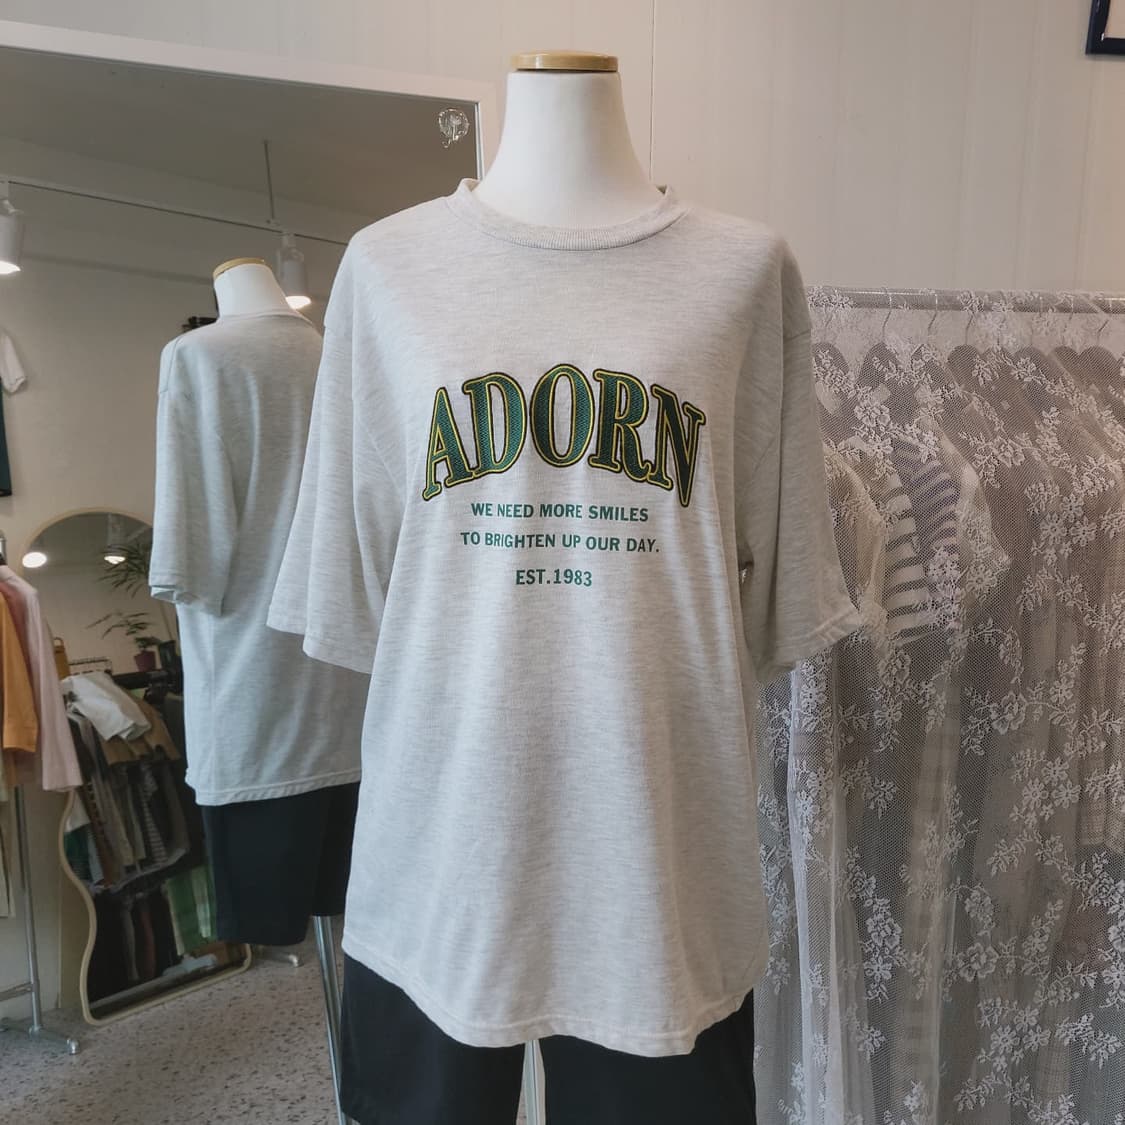 ADORN
WE NEED MORE SMILES
TO BRIGHTEN UP OUR DAY.
EST.1983